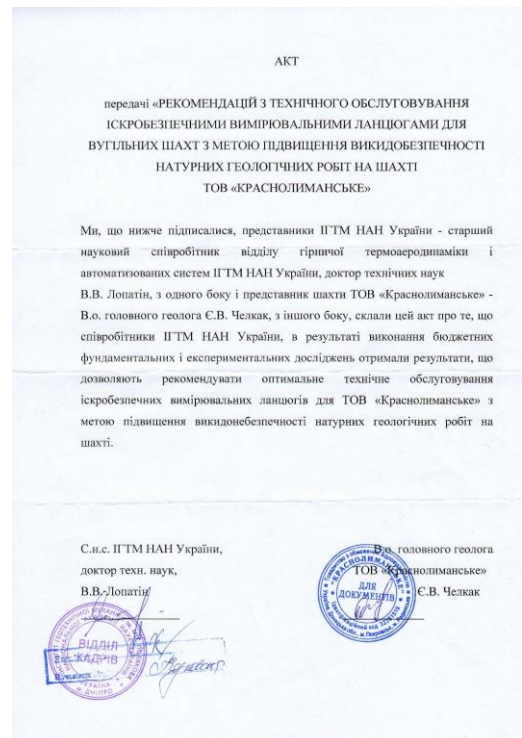 АКТ
передачі «РЕКОМЕНДАЦІЙ З ТЕХНІЧНОГО ОБСЛУГОВУВАННЯ
ІСКРОБЕЗПЕЧНИМИ ВИМІРЮВАЛЬНИМИ ЛАНЦЮГАМИ ДЛЯ
ВУГІЛЬНИХ ШАХТ З МЕТОЮ ПІДВИЩЕННЯ ВИКИДОБЕЗПЕЧНОСТІ
НАТУРНИХ ГЕОЛОГІЧНИХ РОБІТ НА ШАХТІ
ТОВ «КРАСНОЛИМАНСЬКЕ»
Ми, що нижче підписалися, представники ІГТМ НАН України - старший
науковий співробітник відділу гірничої термоаеродинаміки і
автоматизованих систем ІГТМ НАН України, доктор технічних наук
В.В. Лопатін, з одного боку і представник шахти ТОВ «Краснолиманське» -
В.о. головного геолога Є.В. Челкак, з іншого боку, склали цей акт про те, що
співробітники ІГТМ НАН України, в результаті виконання бюджетних
фундаментальних і експериментальних досліджень отримали результати, що
дозволяють рекомендувати оптимальне технічне обслуговування
іскробезпечних вимірювальних ланцюгів для ТОВ «Краснолиманське» з
метою підвищення викидонебезпечності натурних геологічних робіт на
шахті.
С.н.с. ІГТМ НАН України,
доктор техн. наук,
В.В. Лопатін
В.о. головного геолога
ТОВ «Краснолиманське»
Є.В. Челкак
"КРАСНОЛИМАНСЬКЕ"
ДЛЯ
ДОКУМЕНТІВ
ВІДДІЛ
КАДРІВ
УКРАЇНА
м. ДНІПРО